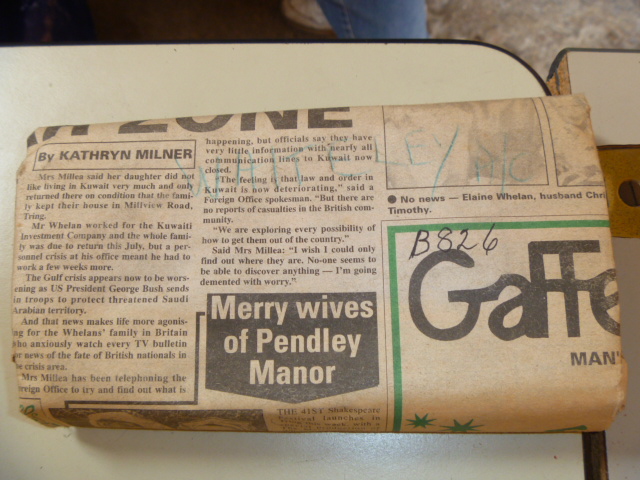 ZONE
By KATHRYN MILNER
Mrs Millea said her daughter did not
like living in Kuwait very much and only
returned there on condition that the fami-
ly kept their house in Millview Road,
Tring.
Mr Whelan worked for the Kuwaiti
Investment Company and the whole fami-
ty was due to return this July, but a per-
sonnel crisis at his office meant he had to
work a few weeks more.
The Gulf crisis appears now to be wors-
ening as US President George Bush sends
in troops to protect threatened Saudi
Arabian territory.
And that news makes life more agonis-
ing for the Whelans' family in Britain
who anxiously watch every TV bulletin
or news of the fate of British nationals in
he crisis area.
Mrs Millea has been telephoning the
oreign Office to try and find out what is
happening, but officials say they have
very little information with nearly all
communication lines to Kuwait now
closed.
"The feeling is that law and order in
Kuwait is now deteriorating," said a
Foreign Office spokesman. "But there are
no reports of casualties in the British com-
munity.
"We are exploring every possibility of
how to get them out of the country."
Said Mrs Millea: "I wish I could only
find out where they are. No-one seems to
be able to discover anything — I'm going
demented with worry."
Merry wives
of Pendley
Manor
THE 41ST Shakespeare
Festival launches in
No news — Elaine Whelan, husband Chri
Timothy.
B826
Gaffe
MAN'